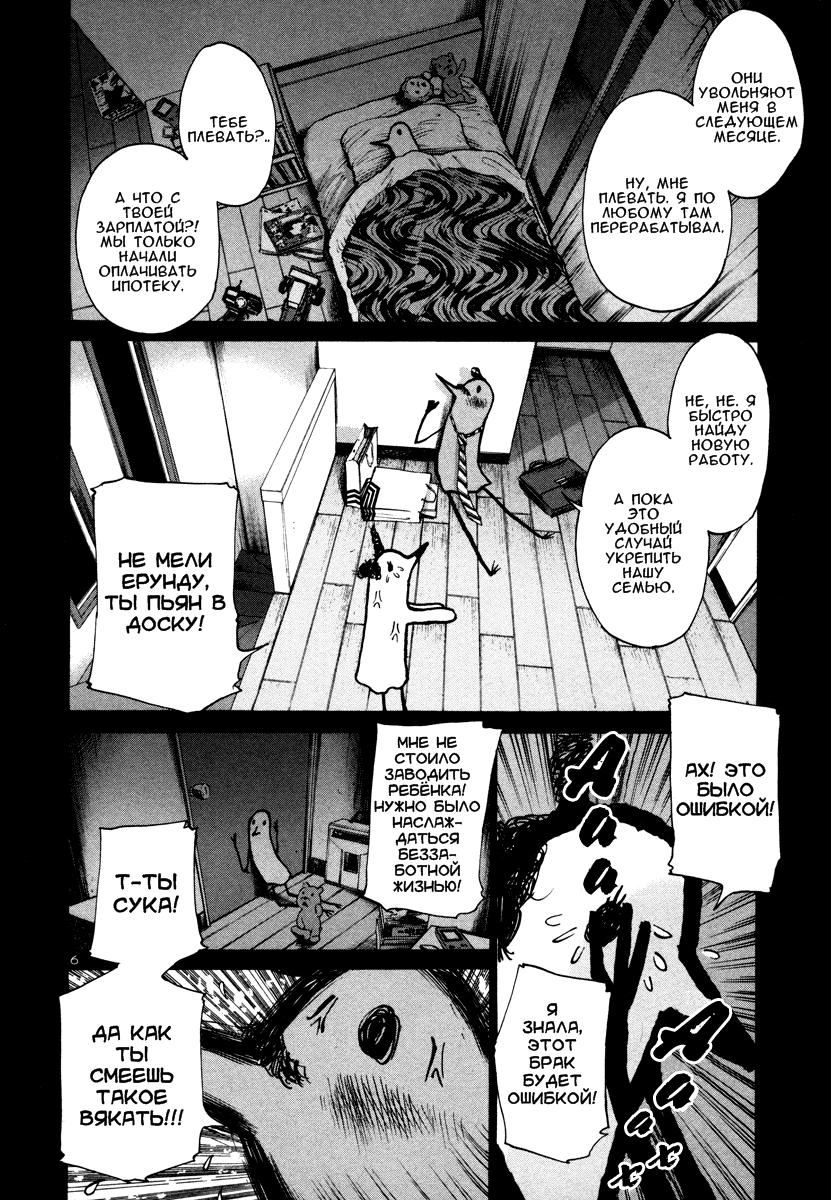 ОНИ
УВОЛЬНЯЮТ
МЕНЯ В
СЛЕДУЮЩЕМ
МЕСЯЦЕ.
НУ, МНЕ
ПЛЕВАТЬ. Я ПО
ЛЮБОМУ ТАМ
ПЕРЕРАБАТЫВАЛ.
ТЕБЕ
ПЛЕВАТЬ?..
А ЧТО С
ТВОЕЙ
ЗАРПЛАТОЙ?!
МЫ ТОЛЬКО
НАЧАЛИ
ОПЛАЧИВАТЬ
ИПОТЕКУ.
НЕ, НЕ. Я
БЫСТРО
НАЙДУ
НОВУЮ
РАБОТУ.
А ПОКА
ЭТО
УДОБНЫЙ
СЛУЧАЙ
УКРЕПИТЬ
НАШУ
СЕМЬЮ.
НЕ МЕЛИ
ЕРУНДУ,
ТЫ ПЬЯН В
ДОСКУ!
АХ! ЭТО
БЫЛО
ОШИБКОЙ!
А
а
а
Я
ЗНАЛА,
ЭТОТ
БРАК
БУДЕТ
ОШИБКОЙ!
А
а
х
х
МНЕ НЕ
СТОИЛО
ЗАВОДИТЬ
РЕБЁНКА!
НУЖНО БЫЛО
НАСЛАЖ-
ДАТЬСЯ
БЕЗЗА-
БОТНОЙ
ЖИЗНЬЮ!
Т-ТЫ
СУКА!
6
ДА КАК
ТЫ
СМЕЕШЬ
ТАКОЕ
ВЯКАТЬ!!!